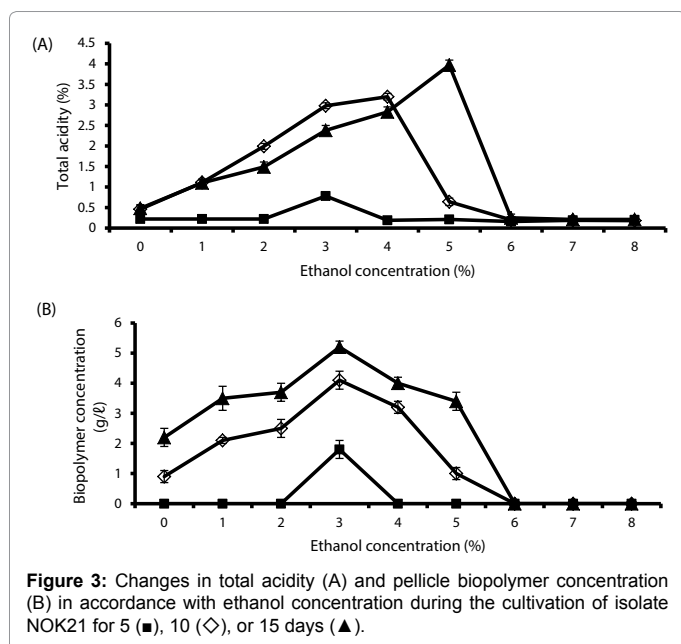 (A)
Total acidity (%)
4.5
4
3.5
3
2.5
2
1.5
1
0.5
0
0 1 2 3 4 5 6 7 8
Ethanol concentration (%)
(B)
Biopolymer concentration
(g/ℓ)
6
5
4
3
2
1
0
0 1 2 3 4 5 6 7 8
Ethanol concentration (%)
Figure 3: Changes in total acidity (A) and pellicle biopolymer concentration
(B) in accordance with ethanol concentration during the cultivation of isolate
NOK21 for 5 (■), 10 (◇), or 15 days (▲).